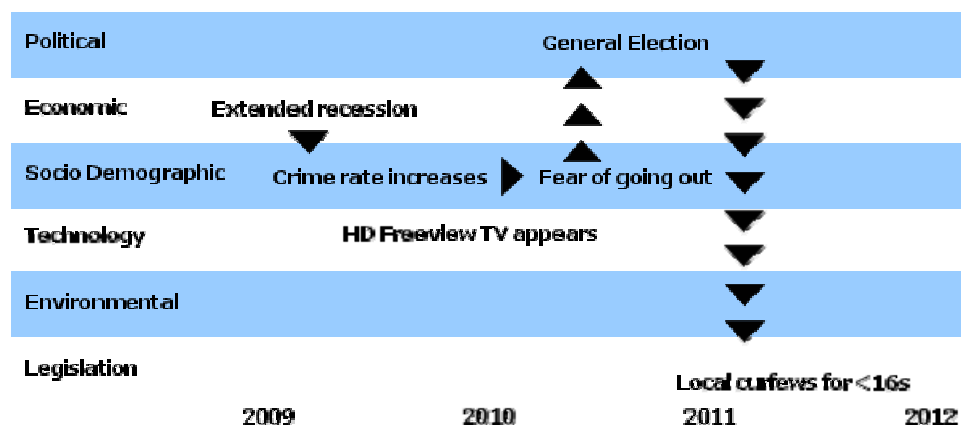 Political
General Election
Economic
Extended recession
Socio Demographic
Crime rate increases
Fear of going out
Technology
HD Freeview TV appears
Environmental
Legislation
Local curfews for <16s
2009 2010 2011 2012